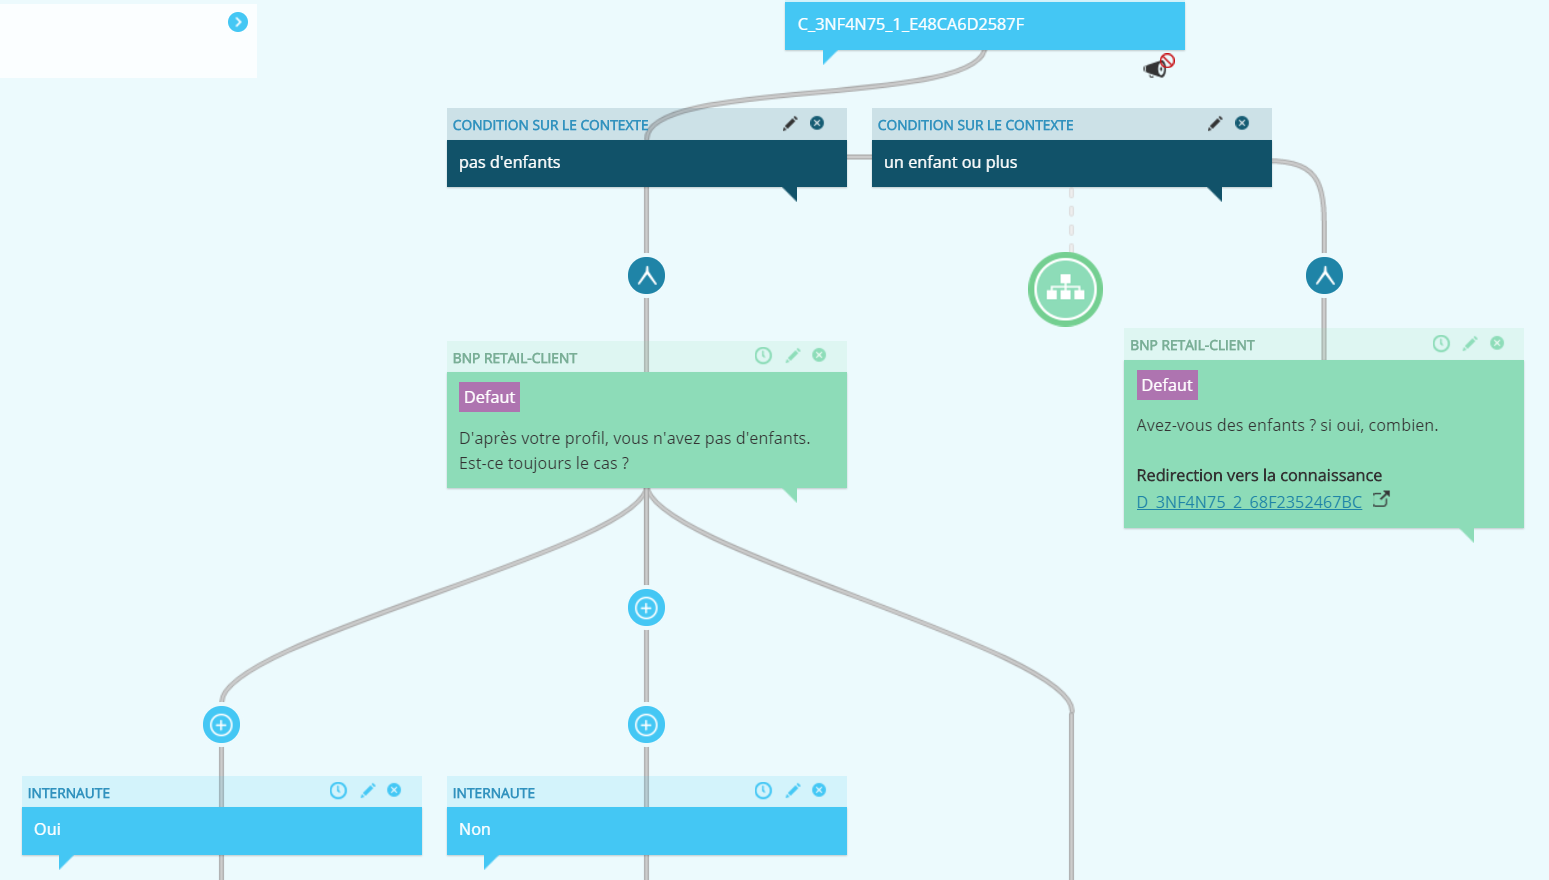 C_3NF4N75_1_E48CA6D2587F
CONDITION SUR LE CONTEXTE
pas d'enfants
CONDITION SUR LE CONTEXTE
un enfant ou plus
BNP RETAIL-CLIENT
Defaut
D'après votre profil, vous n'avez pas d'enfants.
Est-ce toujours le cas ?
BNP RETAIL-CLIENT
Defaut
Avez-vous des enfants ? si oui, combien.
Redirection vers la connaissance
D_3NF4N75_2_68F2352467BC
INTERNAUTE
Oui
INTERNAUTE
Non